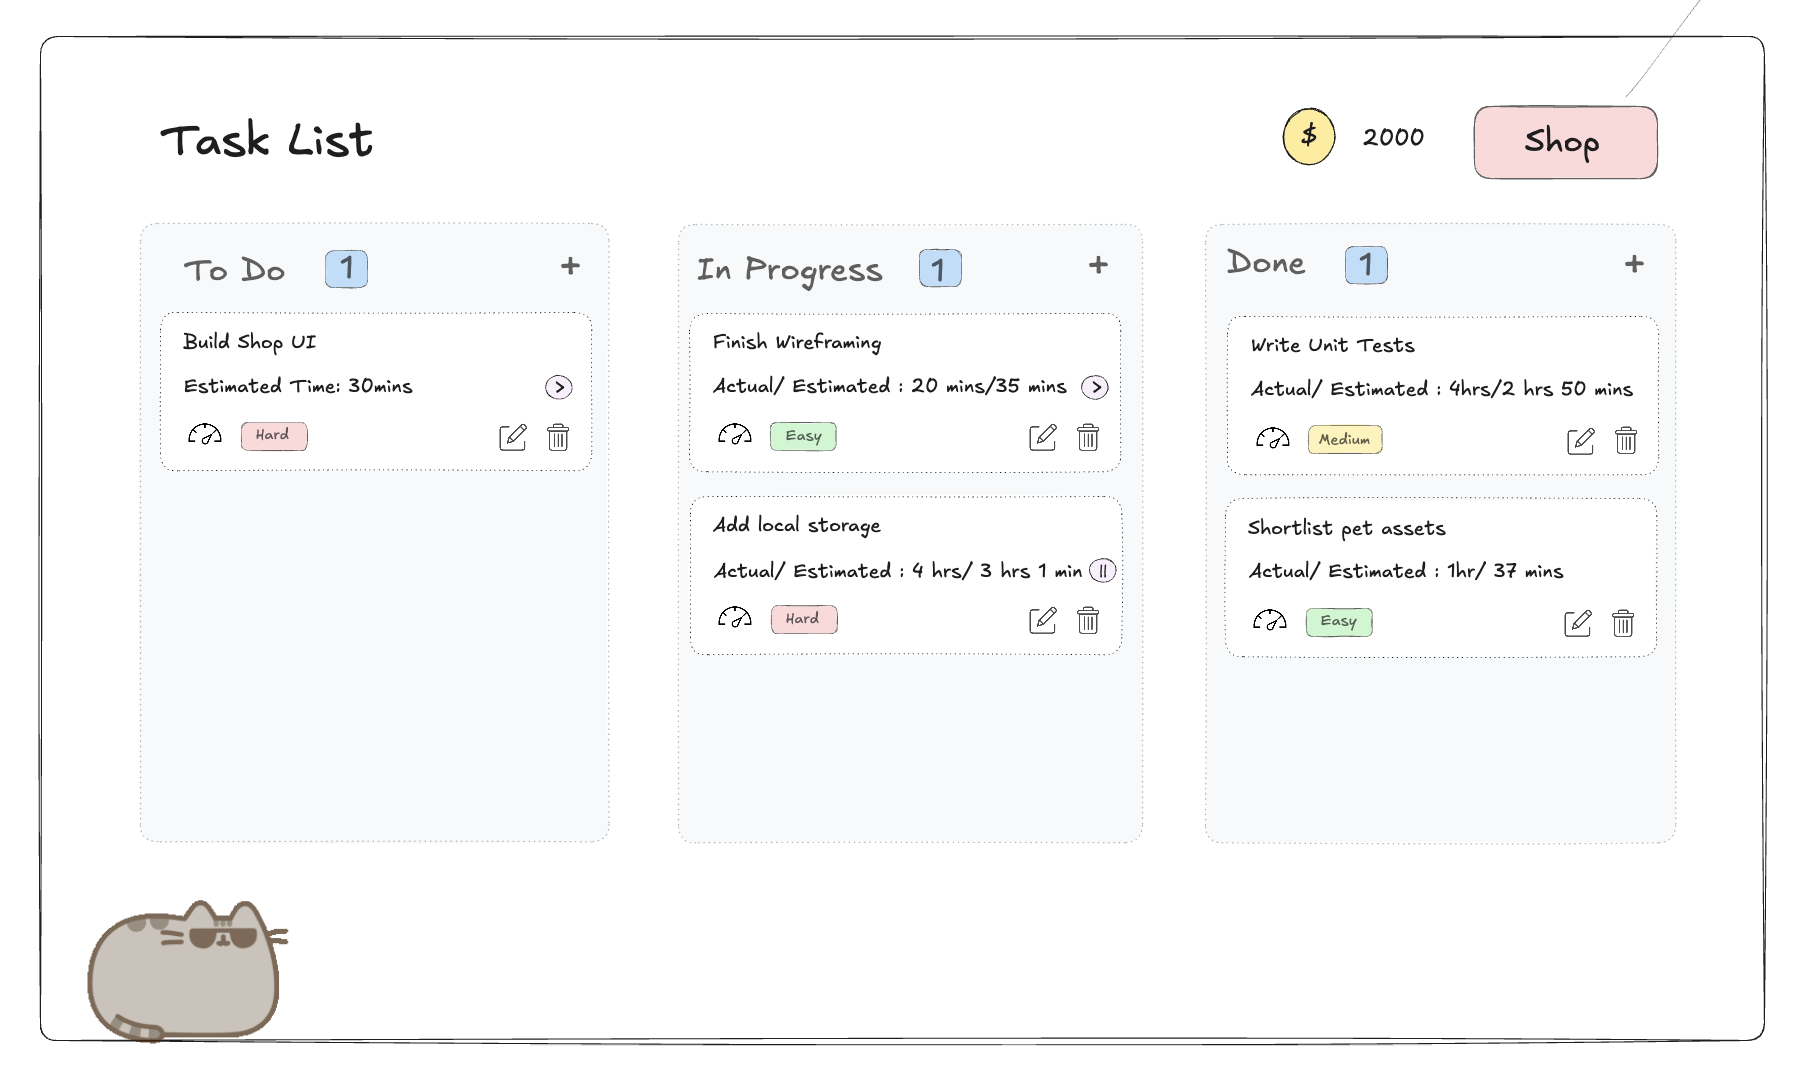 Task List
$ 2000
Shop
To Do 1 +
Build Shop UI
Estimated Time: 30mins
Hard
In Progress 1 +
Finish Wireframing
Actual/ Estimated : 20 mins/35 mins
Easy
Add local storage
Actual/ Estimated : 4 hrs/ 3 hrs 1 min
Hard
Done 1 +
Write Unit Tests
Actual/ Estimated : 4hrs/2 hrs 50 mins
Medium
Shortlist pet assets
Actual/ Estimated : 1hr/ 37 mins
Easy